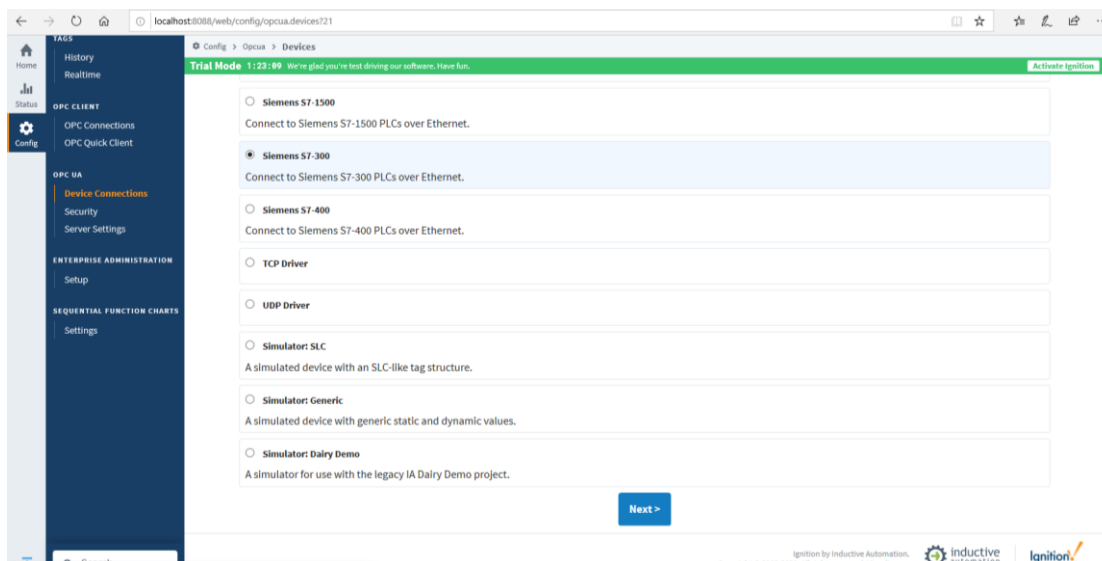 localhost:8088/web/config/opcua.devices?21
Home
Status
Config
TAGS
History
Realtime
OPC CLIENT
OPC Connections
OPC Quick Client
OPC UA
Device Connections
Security
Server Settings
ENTERPRISE ADMINISTRATION
Setup
SEQUENTIAL FUNCTION CHARTS
Settings
Config > Opcua > Devices
Trial Mode 1:23:09 We're glad you're test driving our software. Have fun.
Activate Ignition
Siemens S7-1500
Connect to Siemens S7-1500 PLCs over Ethernet.
Siemens S7-300
Connect to Siemens S7-300 PLCs over Ethernet.
Siemens S7-400
Connect to Siemens S7-400 PLCs over Ethernet.
TCP Driver
UDP Driver
Simulator: SLC
A simulated device with an SLC-like tag structure.
Simulator: Generic
A simulated device with generic static and dynamic values.
Simulator: Dairy Demo
A simulator for use with the legacy IA Dairy Demo project.
Next >
Ignition by Inductive Automation.
inductive
automation
Ignition!